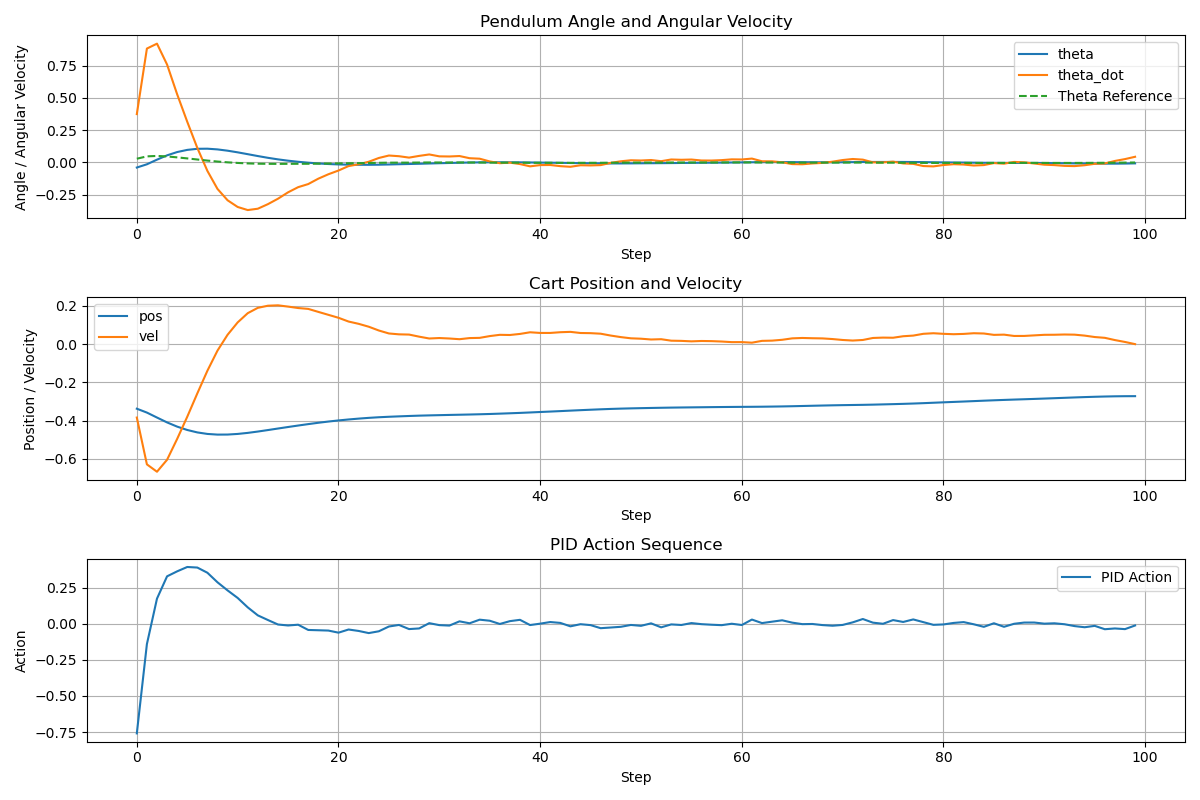 Pendulum Angle and Angular Velocity
Angle / Angular Velocity
0.75
0.50
0.25
0.00
−0.25
theta
theta_dot
Theta Reference
0 20 40 60 80 100
Step
Cart Position and Velocity
Position / Velocity
0.2
0.0
−0.2
−0.4
−0.6
pos
vel
0 20 40 60 80 100
Step
PID Action Sequence
Action
0.25
0.00
−0.25
−0.50
−0.75
PID Action
0 20 40 60 80 100
Step